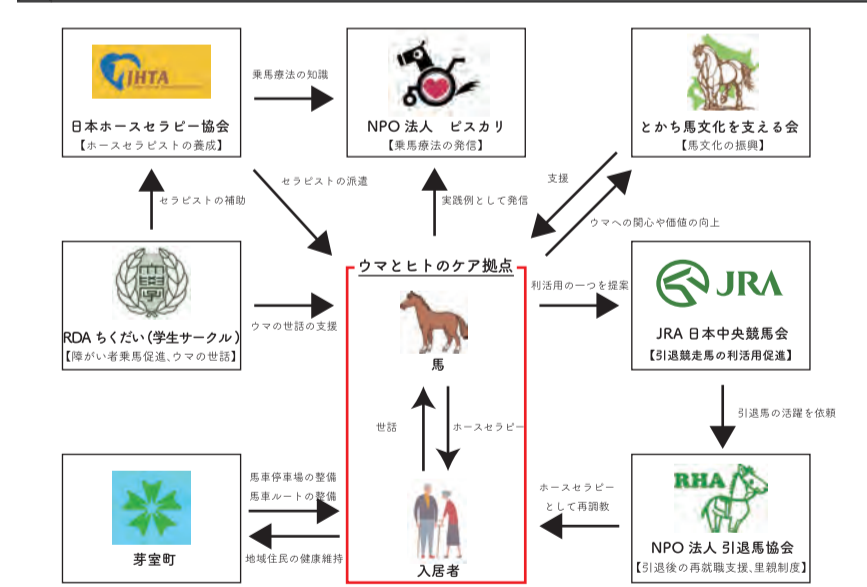 JHTA
日本ホースセラピー協会
【ホースセラピストの養成】
乗馬療法の知識
NPO 法人　ピスカリ
【乗馬療法の発信】
とかち馬文化を支える会
【馬文化の振興】
セラピストの補助
セラピストの派遣
実践例として発信
支援
ウマへの関心や価値の向上
RDA ちくだい（学生サークル）
【障がい者乗馬促進、ウマの世話】
ウマの世話の支援
ウマとヒトのケア拠点
馬
利活用の一つを提案
JRA
JRA 日本中央競馬会
【引退競走馬の利活用促進】
世話
ホースセラピー
引退馬の活躍を依頼
芽室町
馬車停車場の整備
馬車ルートの整備
地域住民の健康維持
入居者
ホースセラピー
として再調教
RHA
NPO 法人 引退馬協会
【引退後の再就職支援、里親制度】